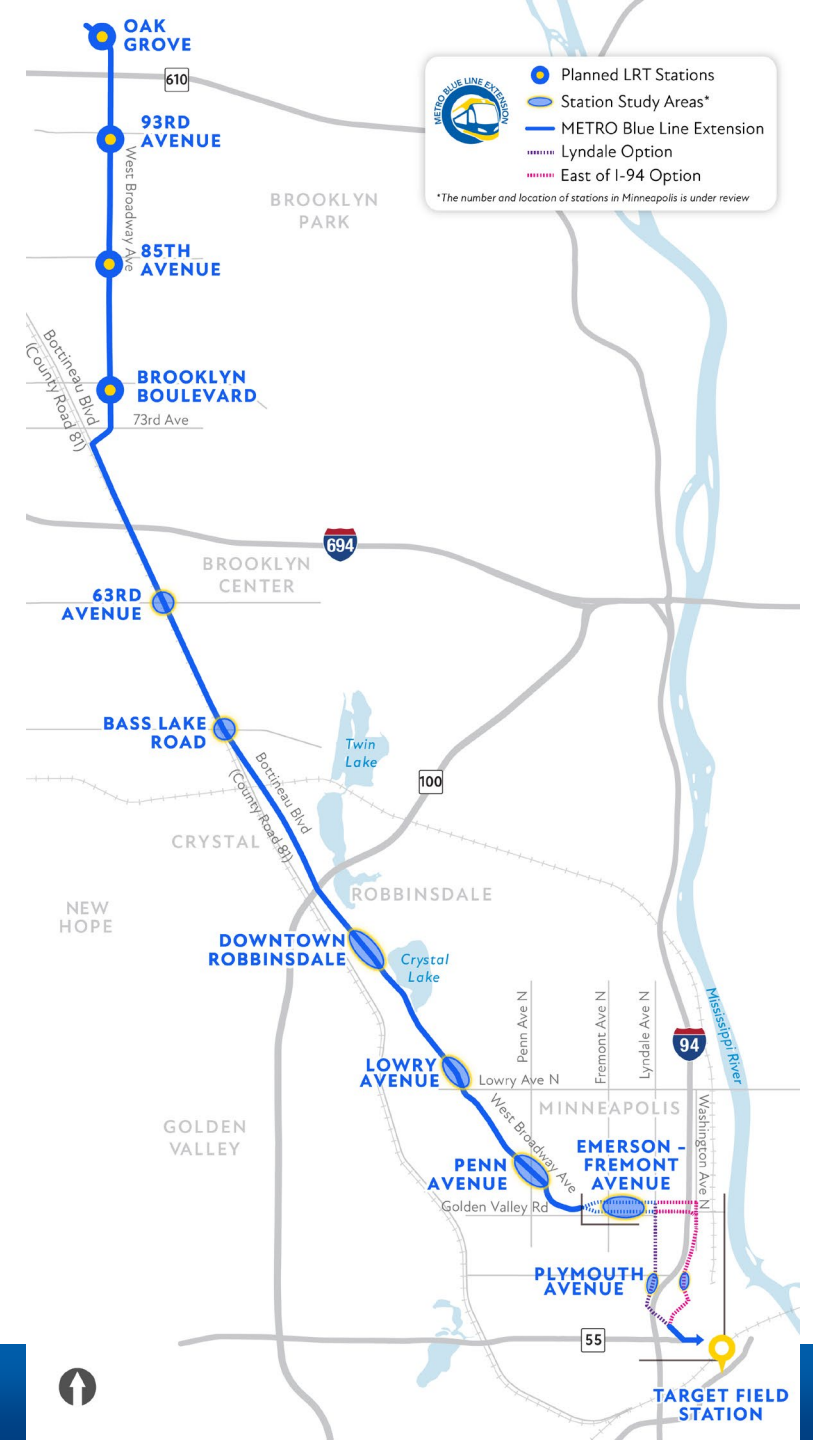 OAK
GROVE
610
METRO BLUE LINE EXTENSION
Planned LRT Stations
Station Study Areas*
METRO Blue Line Extension
Lyndale Option
East of I-94 Option
*The number and location of stations in Minneapolis is under review
93RD
AVENUE
West Broadway Ave
BROOKLYN
PARK
85TH
AVENUE
Bottineau Blvd
(County Road 81)
BROOKLYN
BOULEVARD
73rd Ave
694
BROOKLYN
CENTER
63RD
AVENUE
BASS LAKE
ROAD
Twin
Lake
Bottineau Blvd
(County Road 81)
100
CRYSTAL
ROBBINSDALE
NEW
HOPE
DOWNTOWN
ROBBINSDALE
Crystal
Lake
Penn Ave N
Fremont Ave N
Lyndale Ave N
94
Mississippi River
LOWRY
AVENUE
Lowry Ave N
West Broadway Ave
MINNEAPOLIS
Washington Ave N
GOLDEN
VALLEY
PENN
AVENUE
EMERSON -
FREMONT
AVENUE
Golden Valley Rd
PLYMOUTH
AVENUE
55
TARGET FIELD
STATION